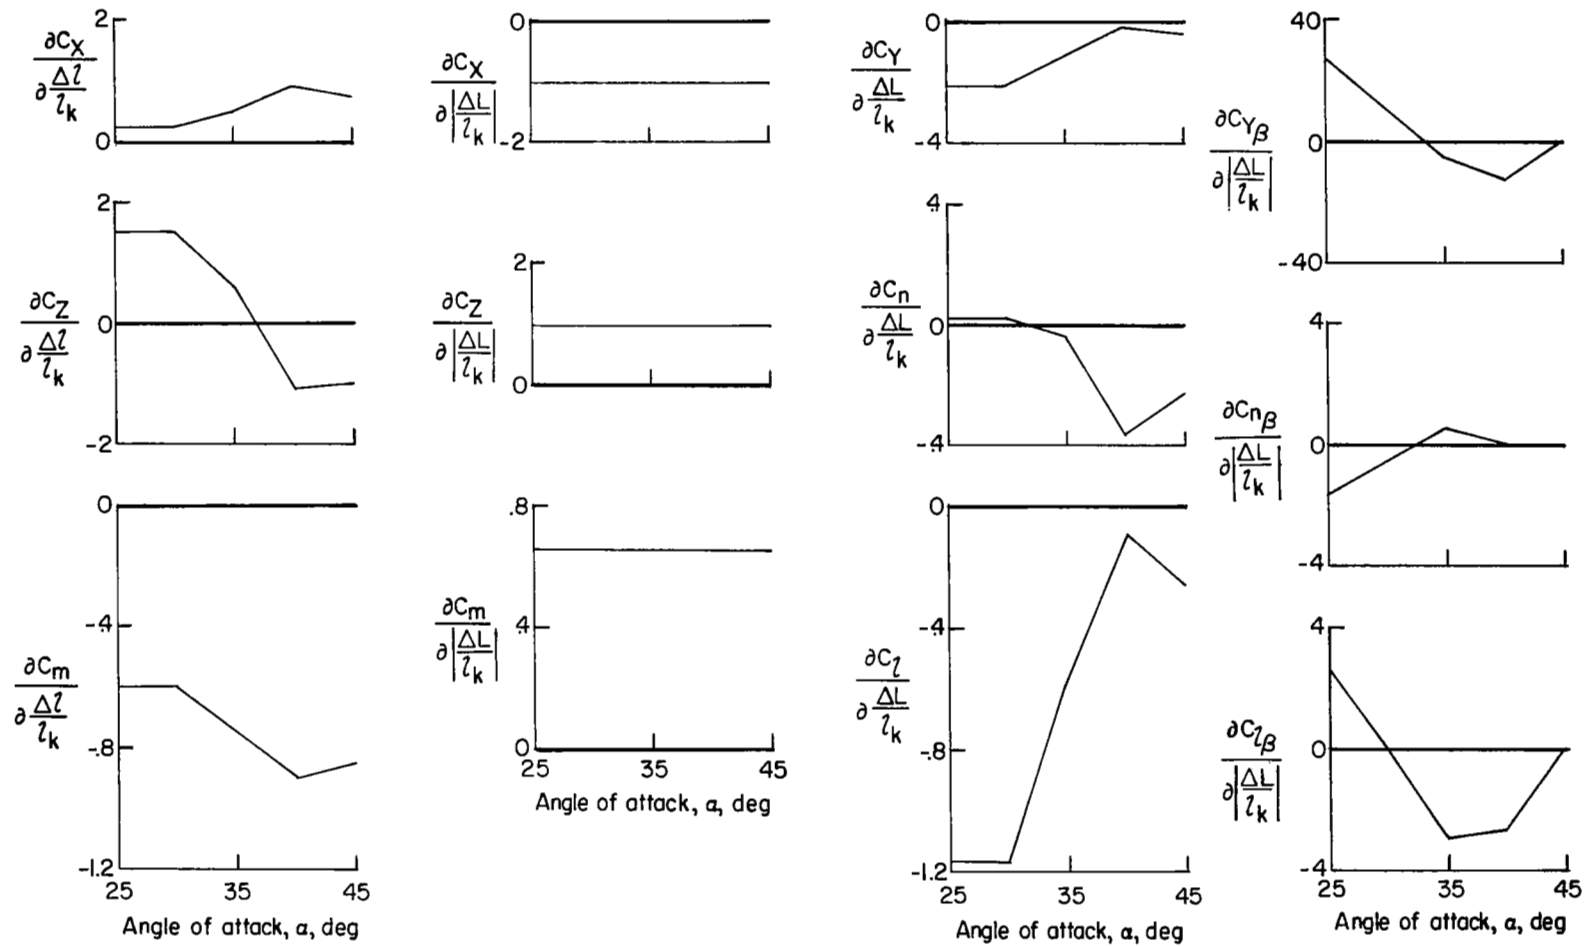 2
∂C_X
∂ Δl
l_k
0
2
∂C_Z
0
∂ Δl
l_k
-2
0
-.4
∂C_m
∂ Δl
l_k
-.8
-1.2
25 35 45
Angle of attack, α, deg
0
∂C_X
∂|ΔL
l_k|
-2
2
∂C_Z
∂|ΔL
l_k|
0
.8
∂C_m
.4
∂|ΔL
l_k|
0
25 35 45
Angle of attack, α, deg
0
∂C_Y
∂ ΔL
l_k
-4
.4
∂C_n
0
∂ ΔL
l_k
-.4
0
-.4
∂C_l
∂ ΔL
l_k
-.8
-1.2
25 35 45
Angle of attack, α, deg
40
∂C_Yβ
0
∂|ΔL
l_k|
-40
4
∂C_nβ
0
∂|ΔL
l_k|
-4
4
∂C_lβ
0
∂|ΔL
l_k|
-4
25 35 45
Angle of attack, α, deg